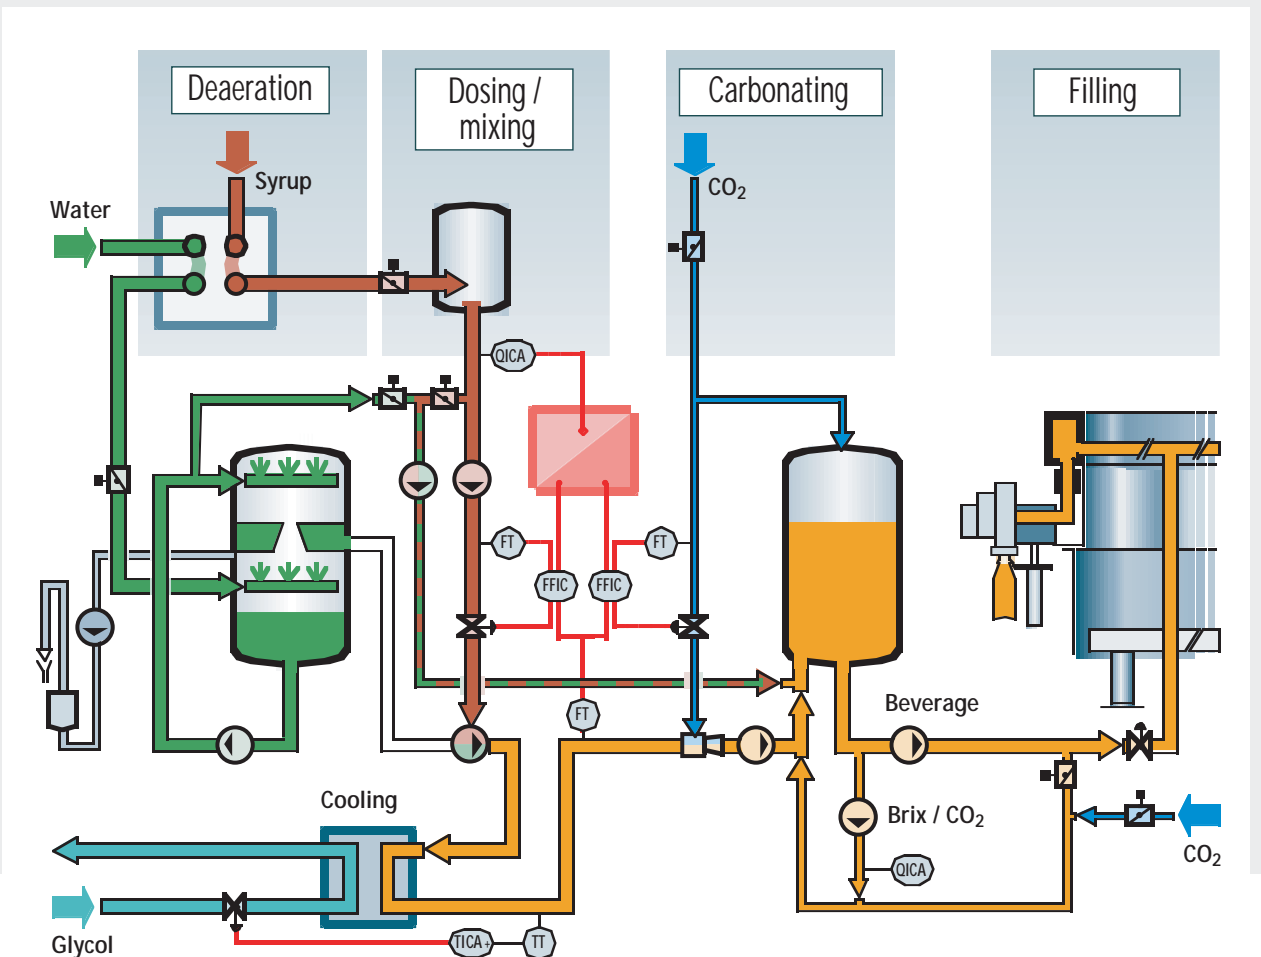 Deaeration
Dosing /
mixing
Carbonating
Filling
Syrup
CO2
Water
QICA
FT
FT
FFIC
FFIC
FT
Beverage
Cooling
Brix / CO2
QICA
CO2
Glycol
TICA+
TT